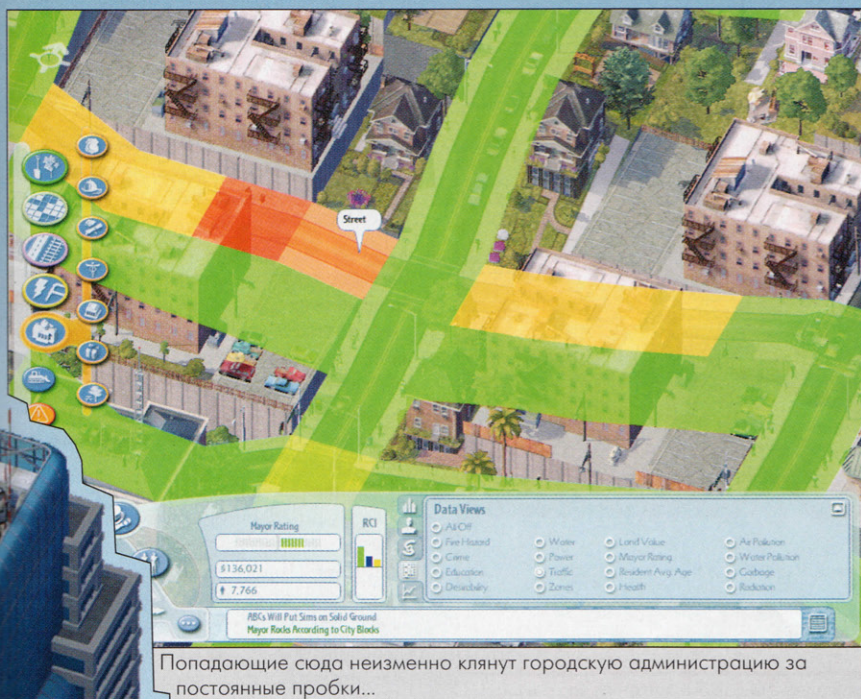 Street
Mayor Rating
$136,021
7,766
RCI
Data Views
All Off
Fire Hazard
Crime
Education
Desirability
Water
Power
Traffic
Zones
Land Value
Mayor Rating
Resident Avg. Age
Health
Air Pollution
Water Pollution
Garbage
Radiation
ABCs Will Put Sims on Solid Ground
Mayor Rocks According to City Blocks
Попадающие сюда неизменно клянут городскую администрацию за
постоянные пробки...